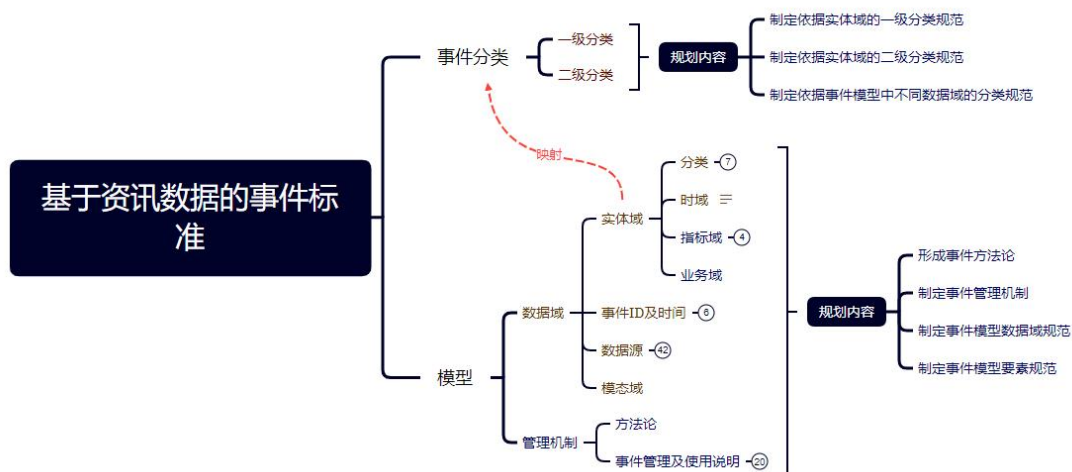 基于资讯数据的事件标
准
事件分类
一级分类
二级分类
规划内容
制定依据实体域的一级分类规范
制定依据实体域的二级分类规范
制定依据事件模型中不同数据域的分类规范
映射
模型
数据域
实体域
分类
7
时域
指标域
4
业务域
事件ID及时间
6
数据源
42
模态域
管理机制
方法论
事件管理及使用说明
20
规划内容
形成事件方法论
制定事件管理机制
制定事件模型数据域规范
制定事件模型要素规范